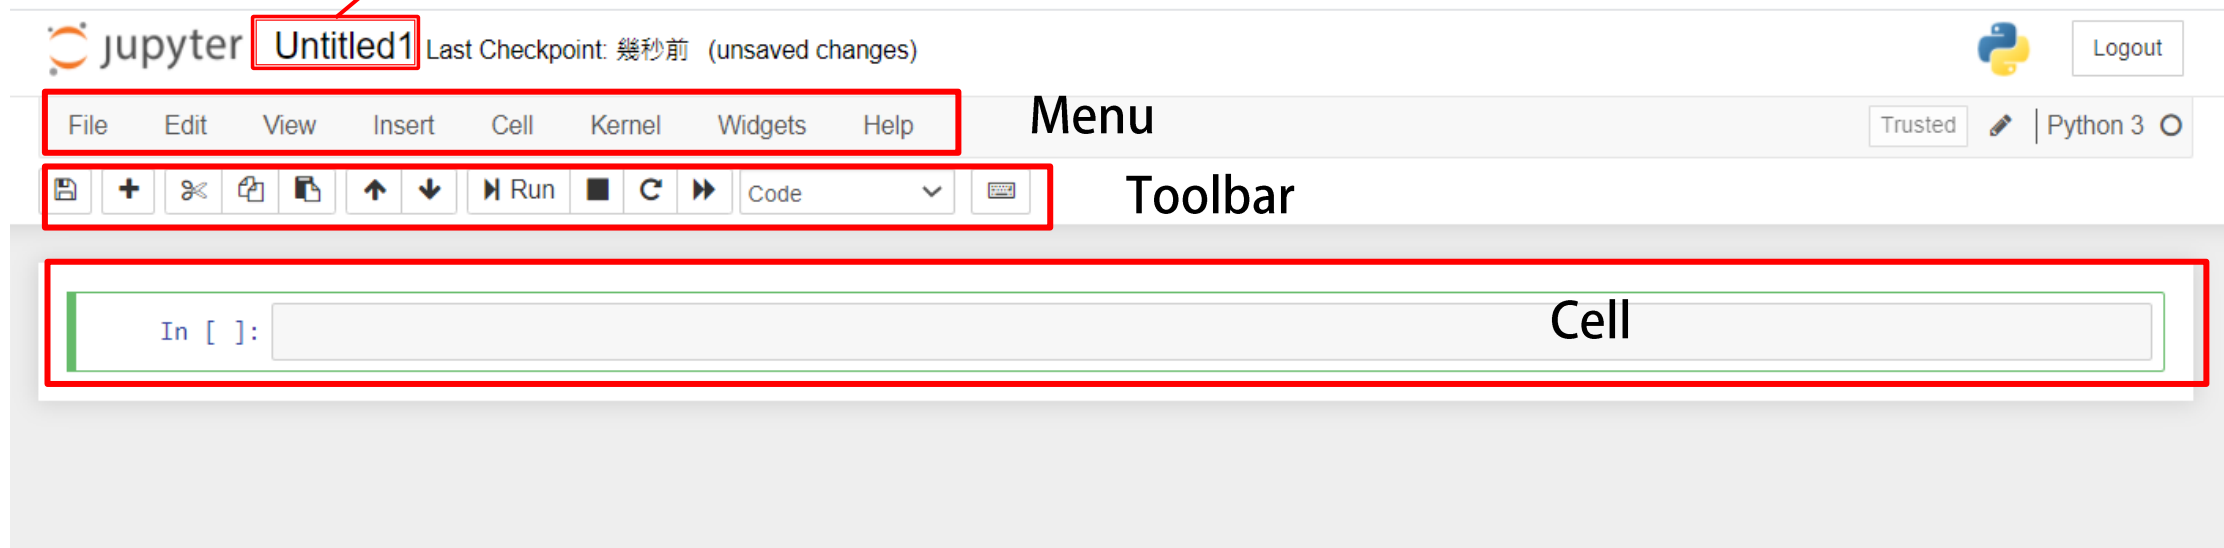 jupyter Untitled1 Last Checkpoint: 幾秒前 (unsaved changes) Logout
File Edit View Insert Cell Kernel Widgets Help Menu Trusted Python 3
Run Code Toolbar
In [ ]: Cell